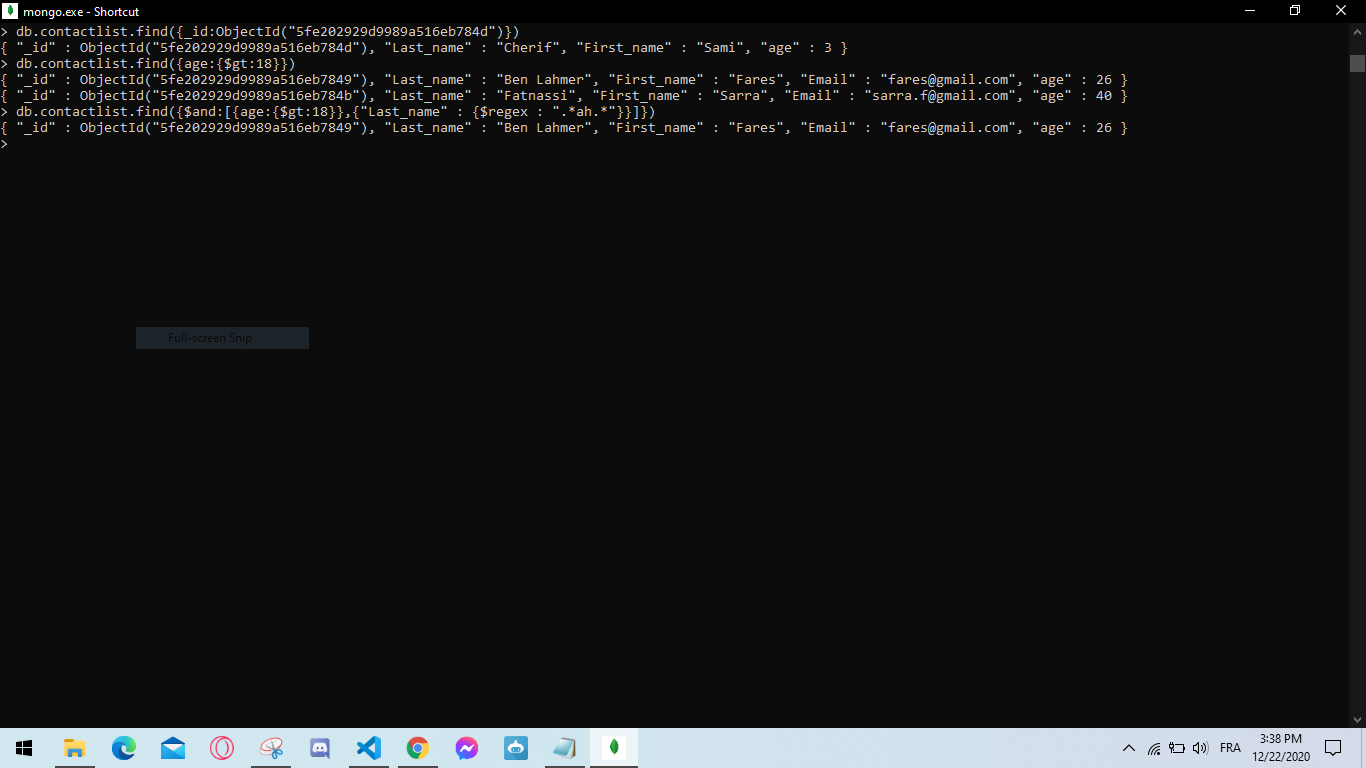 mongo.exe - Shortcut
> db.contactlist.find({_id:ObjectId("5fe202929d9989a516eb784d")})
{ "_id" : ObjectId("5fe202929d9989a516eb784d"), "Last_name" : "Cherif", "First_name" : "Sami", "age" : 3 }
> db.contactlist.find({age:{$gt:18}})
{ "_id" : ObjectId("5fe202929d9989a516eb7849"), "Last_name" : "Ben Lahmer", "First_name" : "Fares", "Email" : "fares@gmail.com", "age" : 26 }
{ "_id" : ObjectId("5fe202929d9989a516eb784b"), "Last_name" : "Fatnassi", "First_name" : "Sarra", "Email" : "sarra.f@gmail.com", "age" : 40 }
> db.contactlist.find({$and:[{age:{$gt:18}},{"Last_name" : {$regex : ".*ah.*"}}]})
{ "_id" : ObjectId("5fe202929d9989a516eb7849"), "Last_name" : "Ben Lahmer", "First_name" : "Fares", "Email" : "fares@gmail.com", "age" : 26 }
>
Full-screen Snip
FRA
3:38 PM
12/22/2020